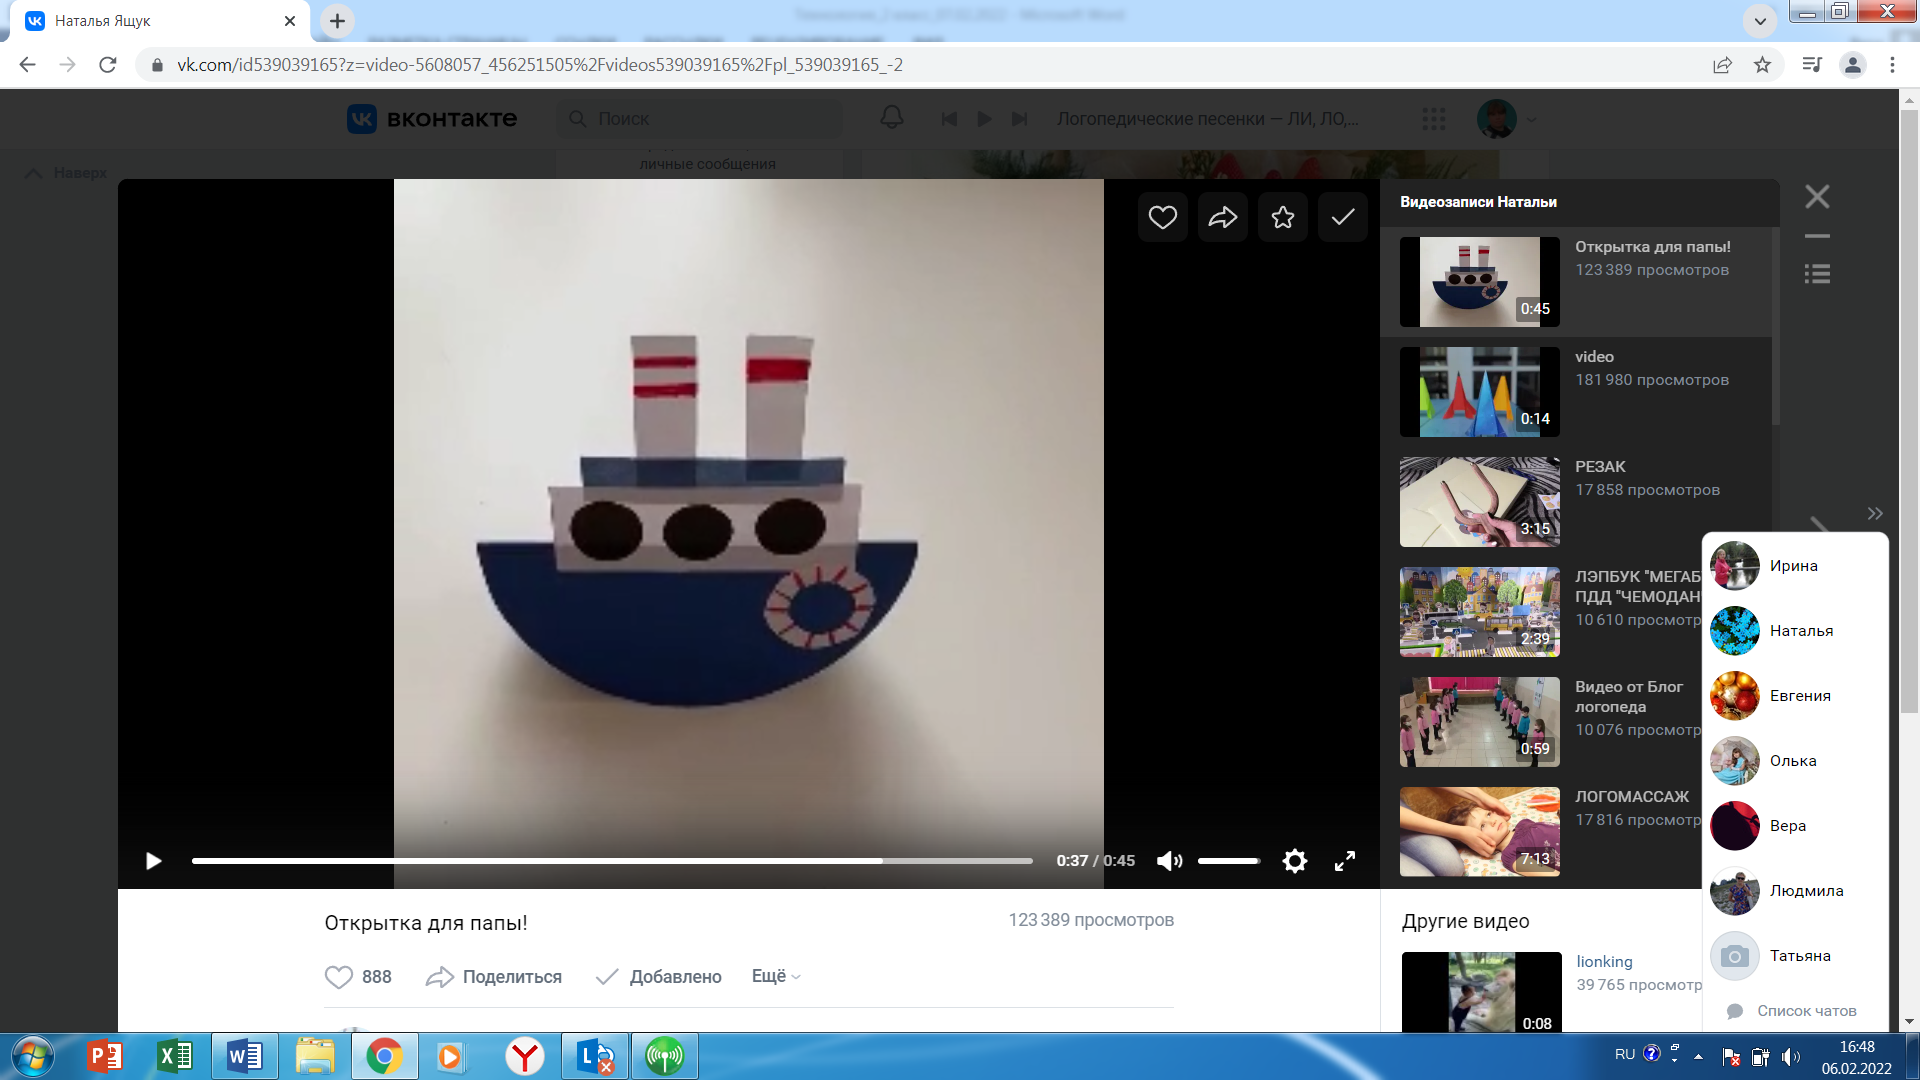 Наталья Ящук
vk.com/id539039165?z=video-5608057_456251505%2Fvideos539039165%2Fpl_539039165_-2
вконтакте
Поиск
Логопедические песенки — ЛИ, ЛО,...
личные сообщения
Наверх
Видеозаписи Натальи
Открытка для папы!
123 389 просмотров
0:45
video
181 980 просмотров
0:14
РЕЗАК
17 858 просмотров
3:15
ЛЭПБУК "МЕГАБ
ПДД "ЧЕМОДАН"
10 610 просмотр
2:39
Видео от Блог
логопеда
10 076 просмотр
0:59
ЛОГОМАССАЖ
17 816 просмотр
7:13
0:37 / 0:45
Открытка для папы!
123 389 просмотров
888
Поделиться
Добавлено
Ещё
Другие видео
lionking
39 765 просмотр
0:08
Ирина
Наталья
Евгения
Олька
Вера
Людмила
Татьяна
Список чатов
RU
16:48
06.02.2022